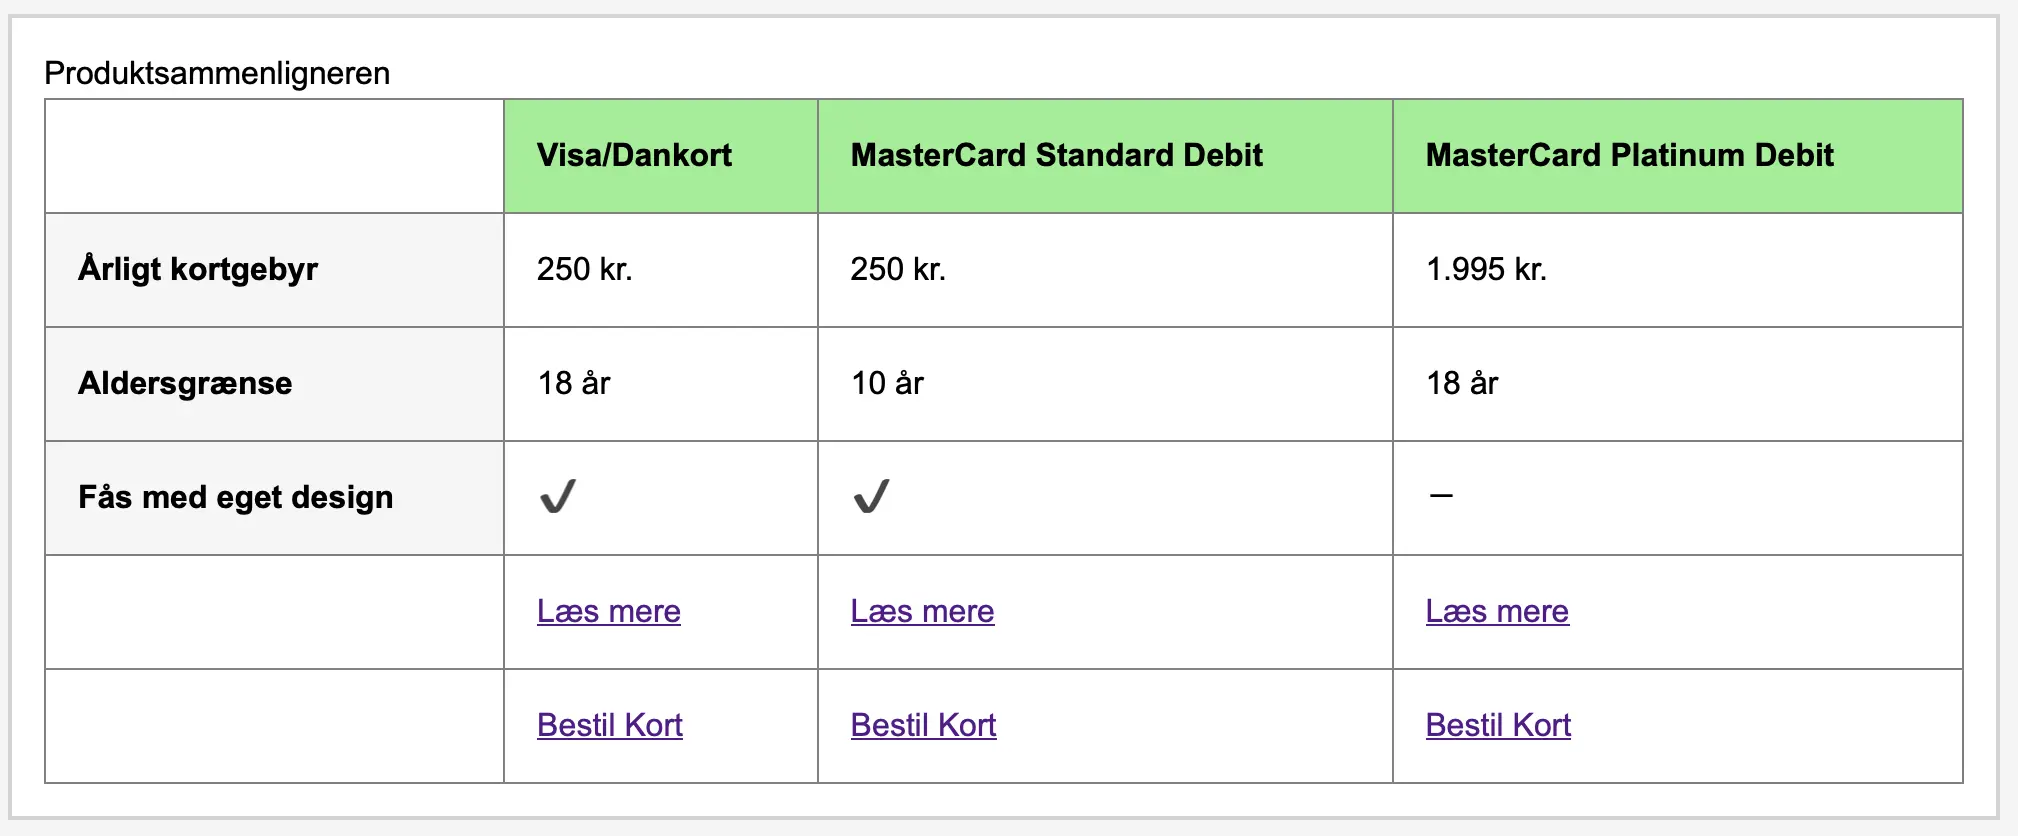 Produktsammenligneren
Visa/Dankort MasterCard Standard Debit MasterCard Platinum Debit
Årligt kortgebyr 250 kr. 250 kr. 1.995 kr.
Aldersgrænse 18 år 10 år 18 år
Fås med eget design ✔ ✔ –
Læs mere Læs mere Læs mere
Bestil Kort Bestil Kort Bestil Kort